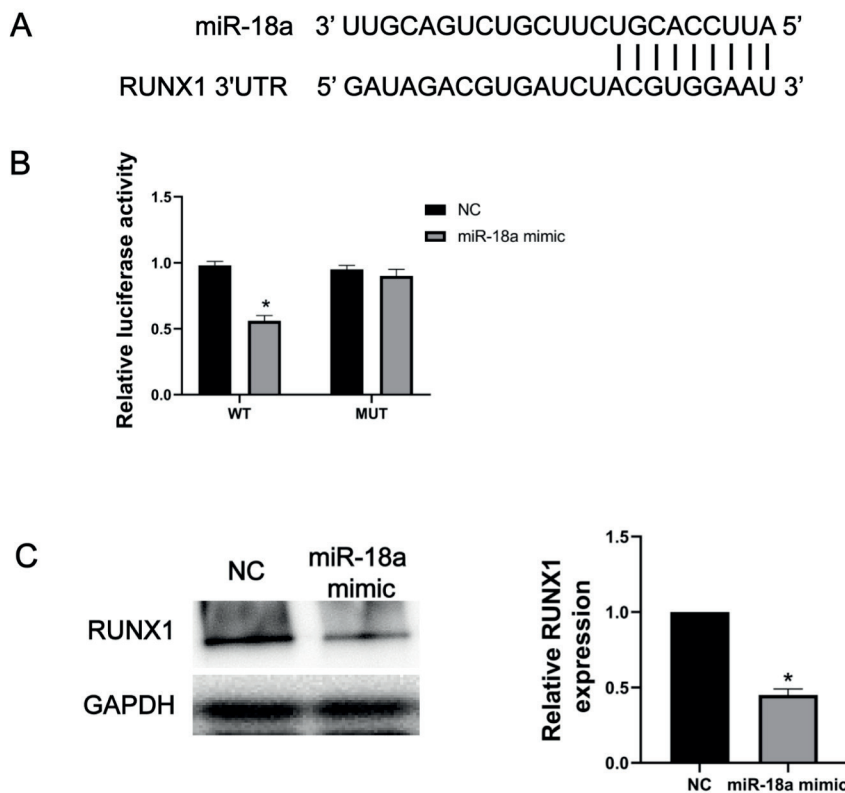 A
miR-18a 3’ UUGCAGUCUGCUUCUGCACCUUA 5’
RUNX1 3'UTR 5’ GAUAGACGUGAUCUACGUGGAAU 3’
B
Relative luciferase activity
1.5
1.0
0.5
0.0
*
WT
MUT
NC
miR-18a mimic
C
NC
miR-18a
mimic
RUNX1
GAPDH
Relative RUNX1
expression
1.5
1.0
0.5
0.0
*
NC
miR-18a mimic